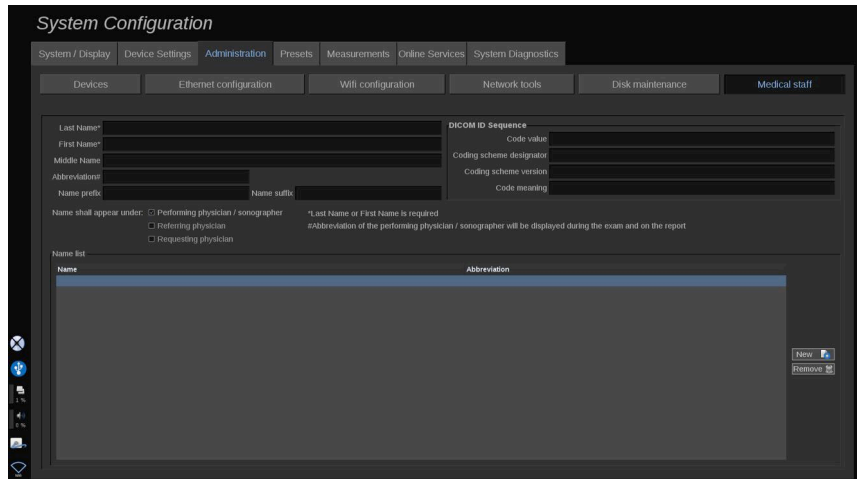 System Configuration
System / Display Device Settings Administration Presets Measurements Online Services System Diagnostics
Devices Ethernet configuration Wifi configuration Network tools Disk maintenance Medical staff
Last Name*
First Name*
Middle Name
Abbreviation#
Name prefix Name suffix
DICOM ID Sequence
Code value
Coding scheme designator
Coding scheme version
Code meaning
Name shall appear under: Performing physician / sonographer
Referring physician
Requesting physician
*Last Name or First Name is required
#Abbreviation of the performing physician / sonographer will be displayed during the exam and on the report
Name list
Name Abbreviation
New
Remove
1 %
0 %